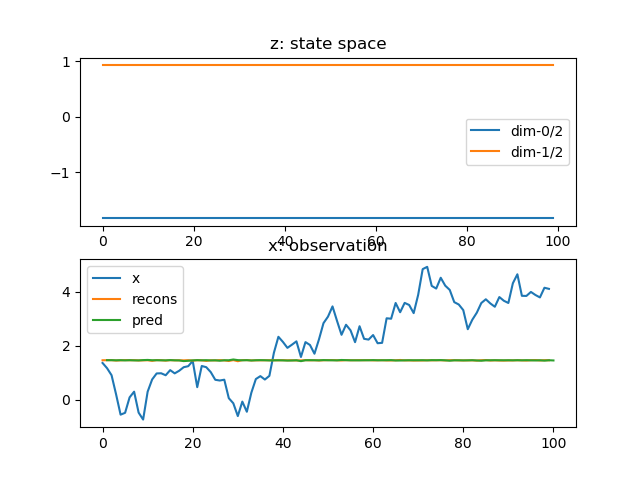 z: state space
1
0
−1
dim-0/2
dim-1/2
0 20 40 60 80 100
x: observation
4
2
0
x
recons
pred
0 20 40 60 80 100